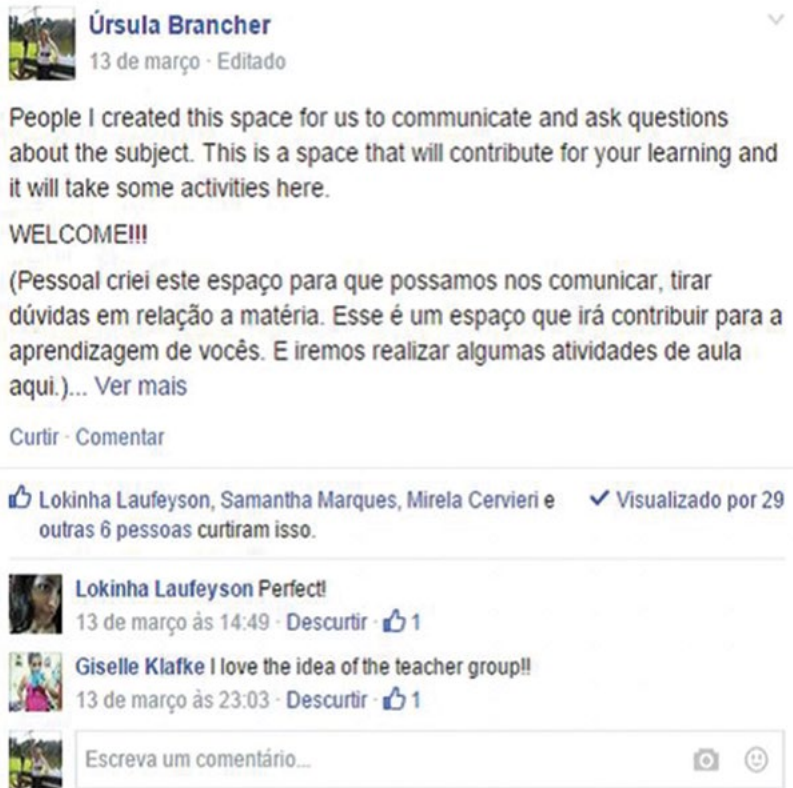 Úrsula Brancher
13 de março · Editado
People I created this space for us to communicate and ask questions
about the subject. This is a space that will contribute for your learning and
it will take some activities here.
WELCOME!!!
(Pessoal criei este espaço para que possamos nos comunicar, tirar
dúvidas em relação a matéria. Esse é um espaço que irá contribuir para a
aprendizagem de vocês. E iremos realizar algumas atividades de aula
aqui.)... Ver mais
Curtir · Comentar
Lokinha Laufeyson, Samantha Marques, Mirela Cervieri e
outras 6 pessoas curtiram isso.
Visualizado por 29
Lokinha Laufeyson Perfect!
13 de março às 14:49 · Descurtir · 1
Giselle Klafke I love the idea of the teacher group!!
13 de março às 23:03 · Descurtir · 1
Escreva um comentário...